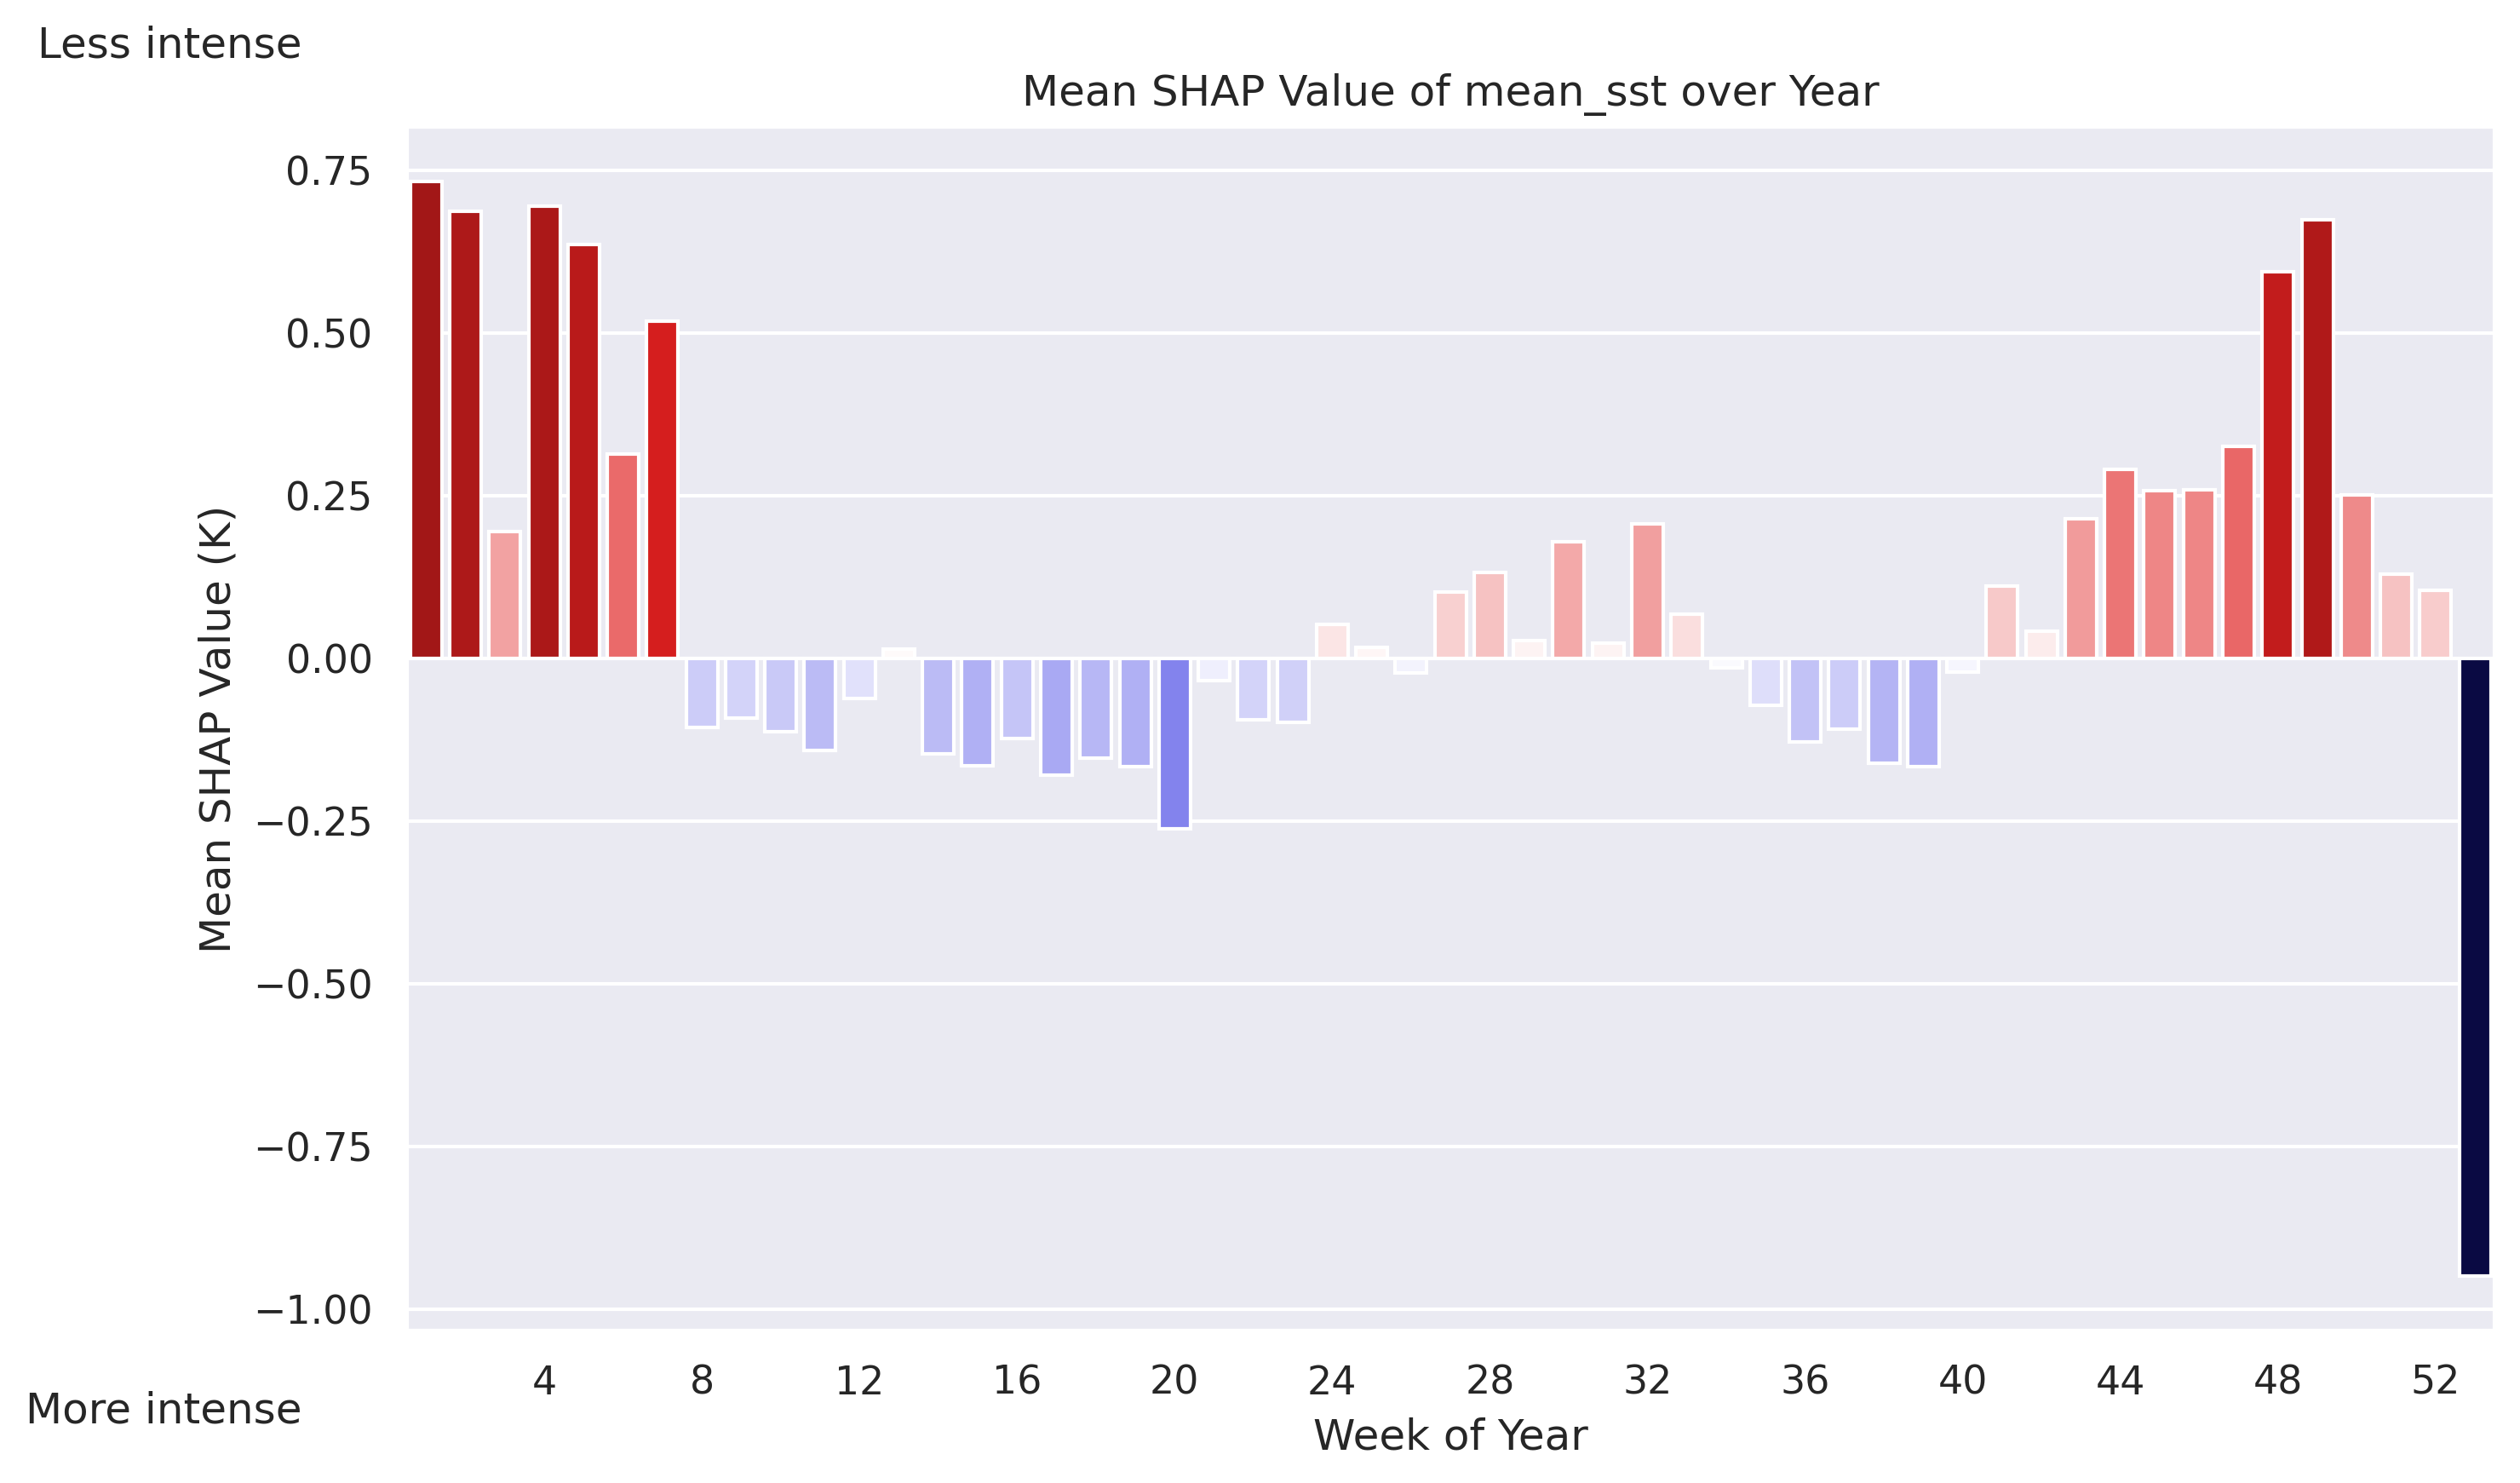 Less intense
Mean SHAP Value of mean_sst over Year
0.75
0.50
0.25
0.00
−0.25
−0.50
−0.75
−1.00
Mean SHAP Value (K)
4 8 12 16 20 24 28 32 36 40 44 48 52
More intense
Week of Year